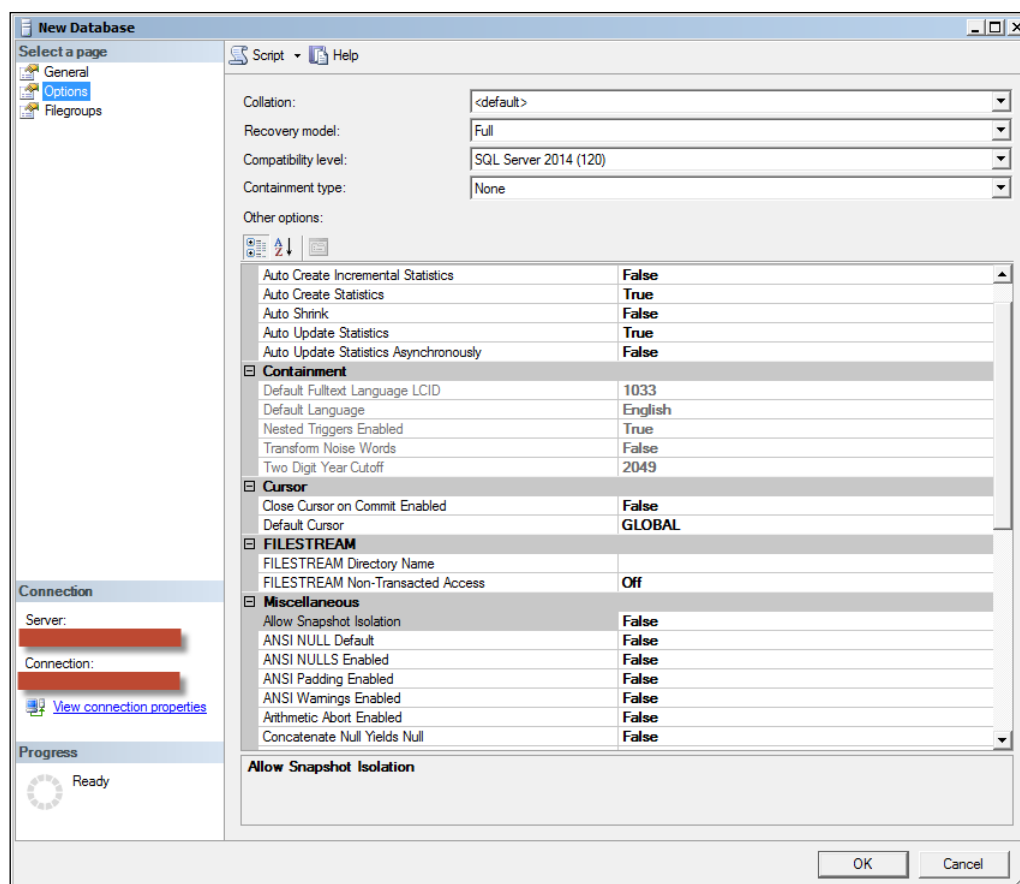 New Database
Select a page
General
Options
Filegroups
Script Help
Collation: <default>
Recovery model: Full
Compatibility level: SQL Server 2014 (120)
Containment type: None
Other options:
Auto Create Incremental Statistics False
Auto Create Statistics True
Auto Shrink False
Auto Update Statistics True
Auto Update Statistics Asynchronously False
Containment
Default Fulltext Language LCID 1033
Default Language English
Nested Triggers Enabled True
Transform Noise Words False
Two Digit Year Cutoff 2049
Cursor
Close Cursor on Commit Enabled False
Default Cursor GLOBAL
FILESTREAM
FILESTREAM Directory Name
FILESTREAM Non-Transacted Access Off
Miscellaneous
Allow Snapshot Isolation False
ANSI NULL Default False
ANSI NULLS Enabled False
ANSI Padding Enabled False
ANSI Warnings Enabled False
Arithmetic Abort Enabled False
Concatenate Null Yields Null False
Allow Snapshot Isolation
Connection
Server:
Connection:
View connection properties
Progress
Ready
OK Cancel